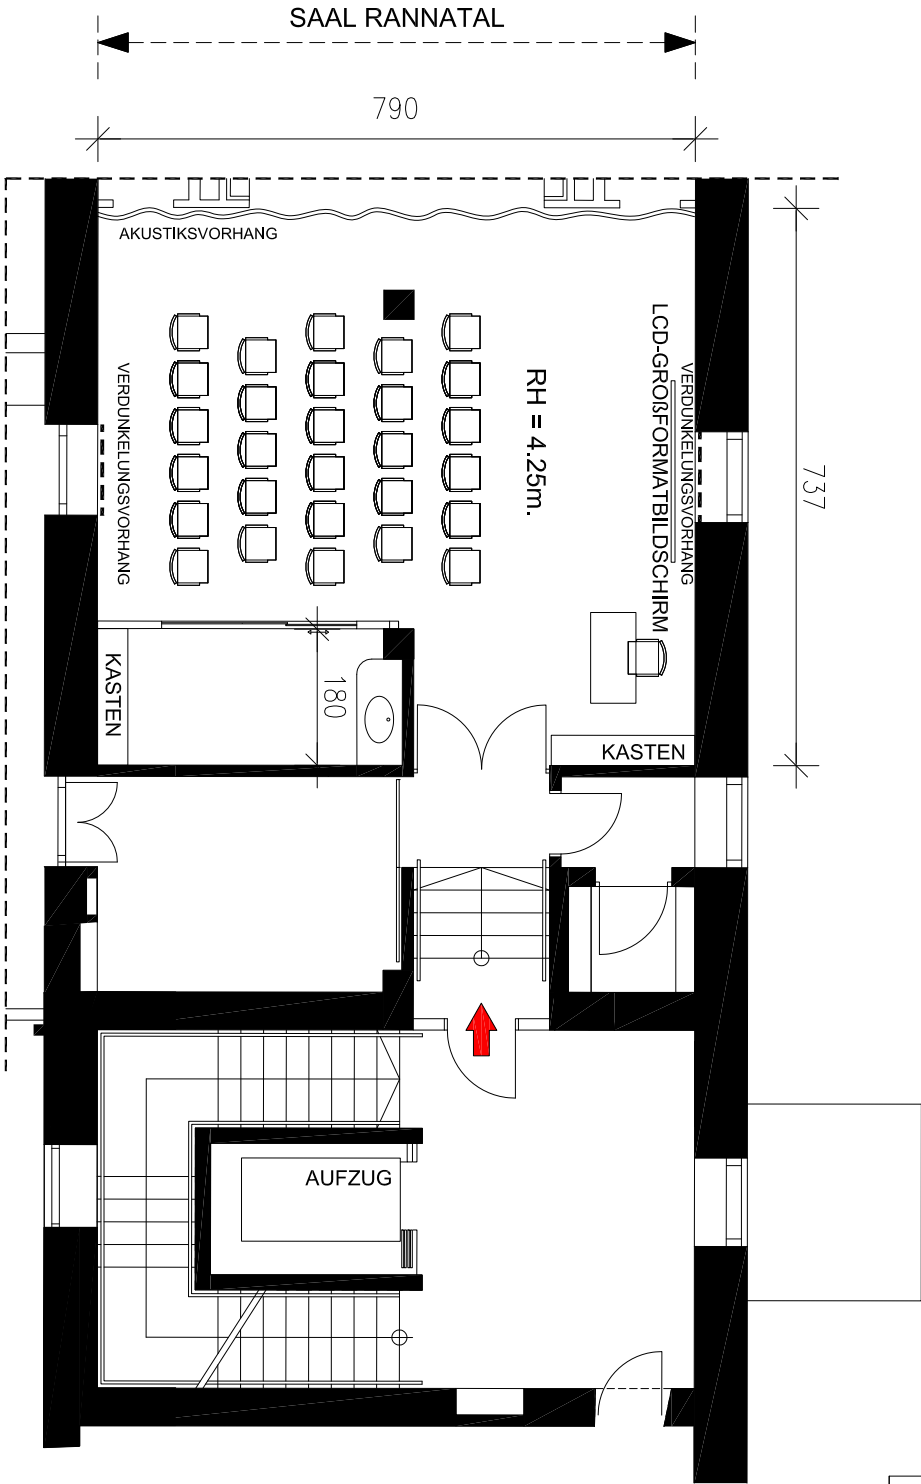 SAAL RANNATAL
790
AKUSTIKSVORHANG
VERDUNKELUNGSVORHANG
RH = 4.25m.
LCD-GROßFORMATBILDSCHIRM
VERDUNKELUNGSVORHANG
737
KASTEN
180
KASTEN
AUFZUG